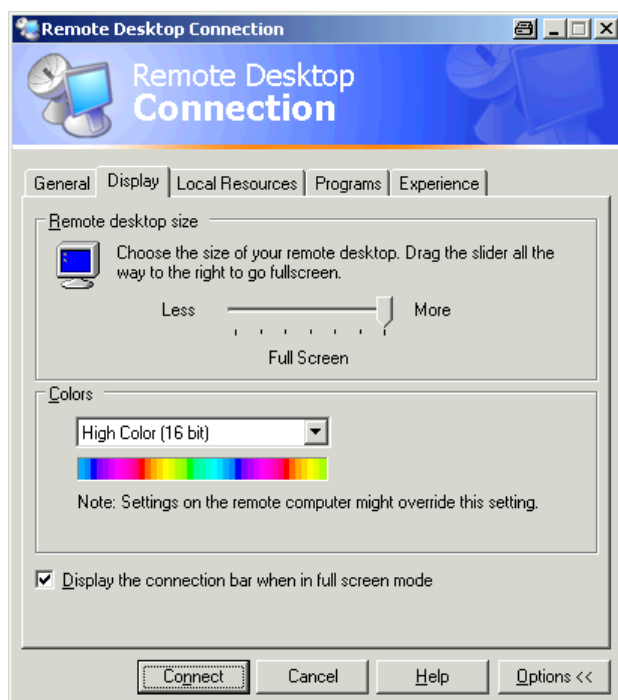 Remote Desktop Connection
Remote Desktop
Connection
General Display Local Resources Programs Experience
Remote desktop size
Choose the size of your remote desktop. Drag the slider all the
way to the right to go fullscreen.
Less More
Full Screen
Colors
High Color (16 bit)
Note: Settings on the remote computer might override this setting.
Display the connection bar when in full screen mode
Connect Cancel Help Options <<